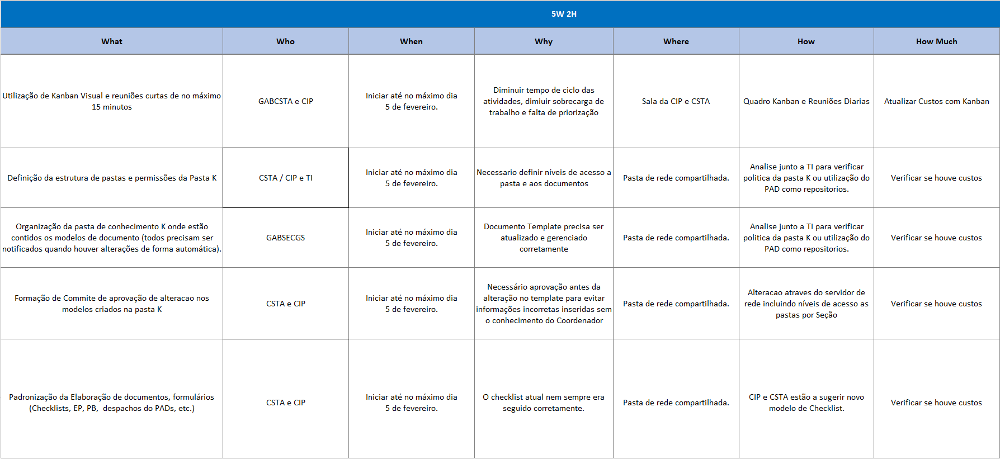 5W 2H
What
Who
When
Why
Where
How
How Much
Utilização de Kanban Visual e reuniões curtas de no máximo
15 minutos
GABCSTA e CIP
Iniciar até no máximo dia
5 de fevereiro.
Diminuir tempo de ciclo das
atividades, dimiuir sobrecarga de
trabalho e falta de priorização
Sala da CIP e CSTA
Quadro Kanban e Reuniões Diarias
Atualizar Custos com Kanban
Definição da estrutura de pastas e permissões da Pasta K
CSTA / CIP e TI
Iniciar até no máximo dia
5 de fevereiro.
Necessario definir níveis de acesso a
pasta e aos documentos
Pasta de rede compartilhada.
Analise junto a TI para verificar
politica da pasta K ou utilização do
PAD como repositorios.
Verificar se houve custos
Organização da pasta de conhecimento K onde estão
contidos os modelos de documento (todos precisam ser
notificados quando houver alterações de forma automática).
GABSECGS
Iniciar até no máximo dia
5 de fevereiro.
Documento Template precisa ser
atualizado e gerenciado
corretamente
Pasta de rede compartilhada.
Analise junto a TI para verificar
politica da pasta K ou utilização do
PAD como repositorios.
Verificar se houve custos
Formação de Commite de aprovação de alteracao nos
modelos criados na pasta K
CSTA e CIP
Iniciar até no máximo dia
5 de fevereiro.
Necessário aprovação antes da
alteração no template para evitar
informações incorretas inseridas sem
o conhecimento do Coordenador
Pasta de rede compartilhada.
Alteracao atraves do servidor de
rede incluindo níveis de acesso as
pastas por Seção
Verificar se houve custos
Padronização da Elaboração de documentos, formulários
(Checklists, EP, PB,  despachos do PADs, etc.)
CSTA e CIP
Iniciar até no máximo dia
5 de fevereiro.
O checklist atual nem sempre era
seguido corretamente.
Pasta de rede compartilhada.
CIP e CSTA estão a sugerir novo
modelo de Checklist.
Verificar se houve custos